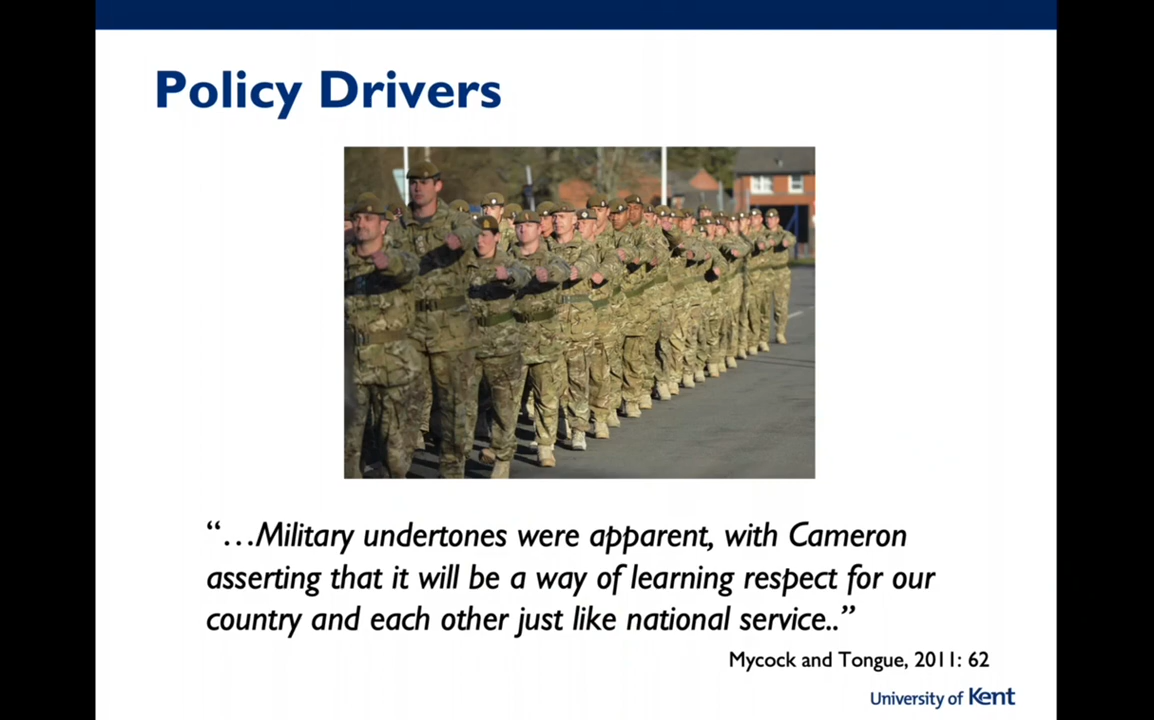 Policy Drivers
“…Military undertones were apparent, with Cameron
asserting that it will be a way of learning respect for our
country and each other just like national service..”
Mycock and Tongue, 2011: 62
University of Kent